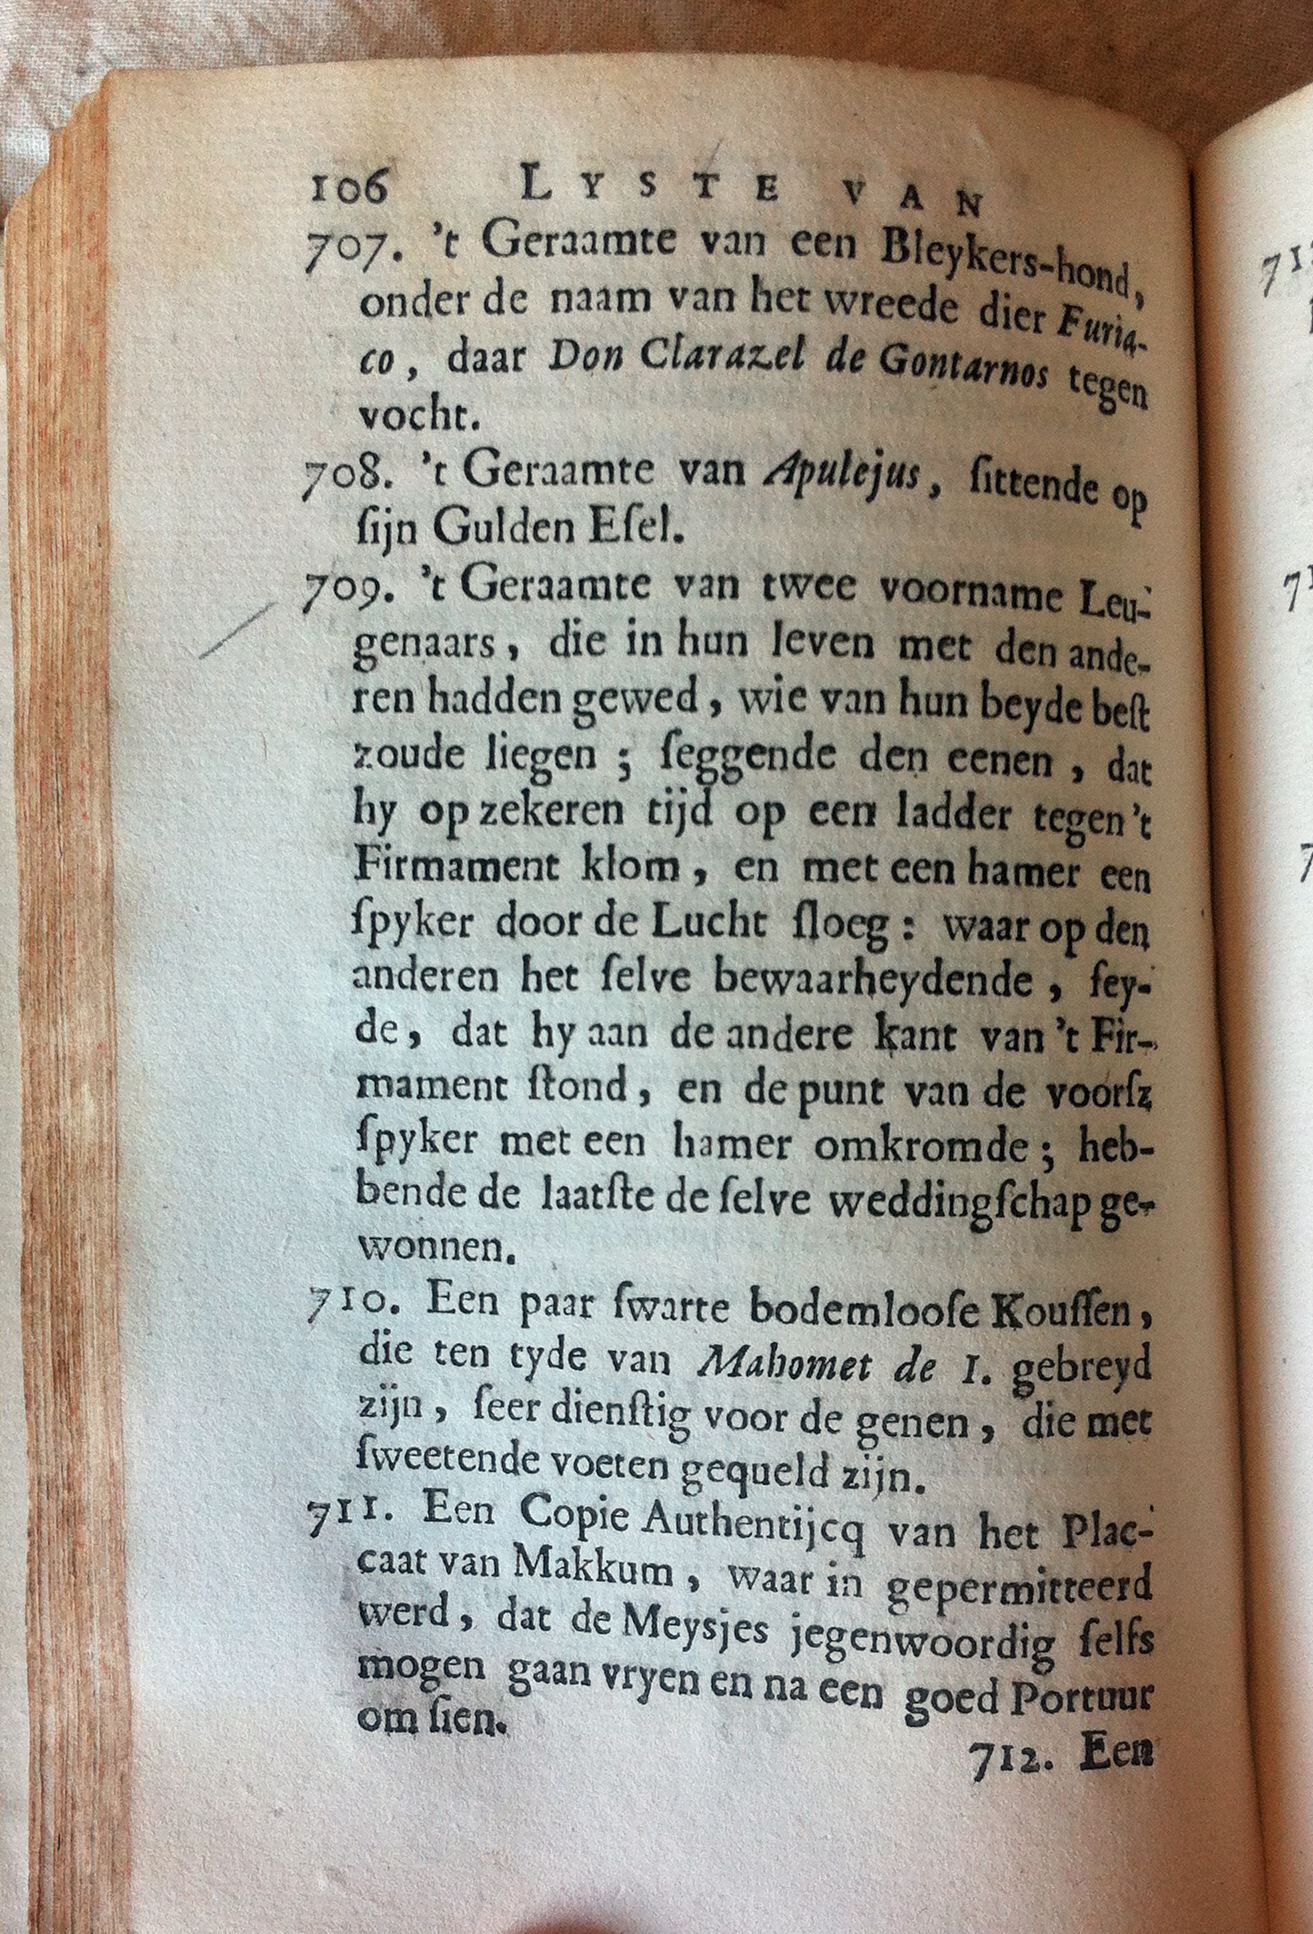 106 LYSTE VAN
707. 't Geraamte van een Bleykers-hond,
onder de naam van het wreede dier Furia-
co, daar Don Clarazel de Gontarnos tegen
vocht.
708. 't Geraamte van Apulejus, ſittende op
ſijn Gulden Eſel.
709. 't Geraamte van twee voorname Leu-
genaars, die in hun leven met den ande-
ren hadden gewed, wie van hun beyde beſt
zoude liegen; ſeggende den eenen, dat
hy op zekeren tijd op een ladder tegen 't
Firmament klom, en met een hamer een
ſpyker door de Lucht ſloeg: waar op den
anderen het ſelve bewaarheydende, ſey-
de, dat hy aan de andere kant van 't Fir-
mament ſtond, en de punt van de voorſz
ſpyker met een hamer omkromde; heb-
bende de laatſte de ſelve weddingſchap ge-
wonnen.
710. Een paar ſwarte bodemlooſe Kouſſen,
die ten tyde van Mahomet de I. gebreyd
zijn, ſeer dienſtig voor de genen, die met
ſweetende voeten gequeld zijn.
711. Een Copie Authentijcq van het Plac-
caat van Makkum, waar in gepermitteerd
werd, dat de Meysjes jegenwoordig ſelfs
mogen gaan vryen en na een goed Portuur
om ſien.
712. Een